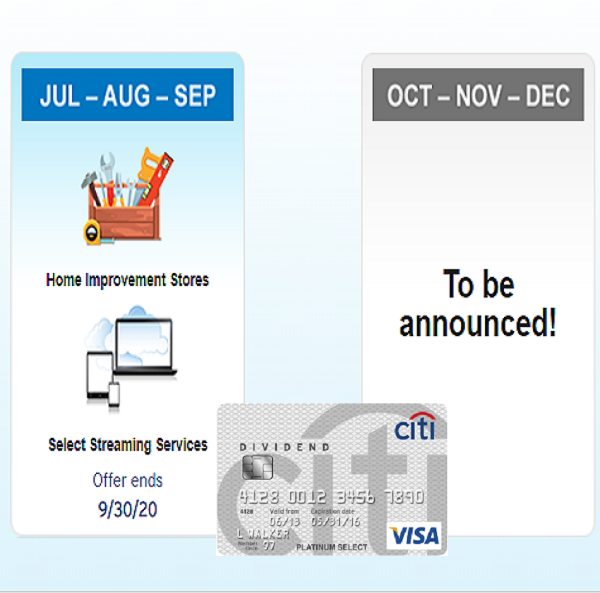 JUL – AUG – SEP
Home Improvement Stores
Select Streaming Services
Offer ends
9/30/20
OCT – NOV – DEC
To be
announced!
citi
DIVIDEND
4128 0012 3456 7890
4128 Valid from Expiration date
06/13 05/31/16
L WALKER
97 PLATINUM SELECT
VISA
citi